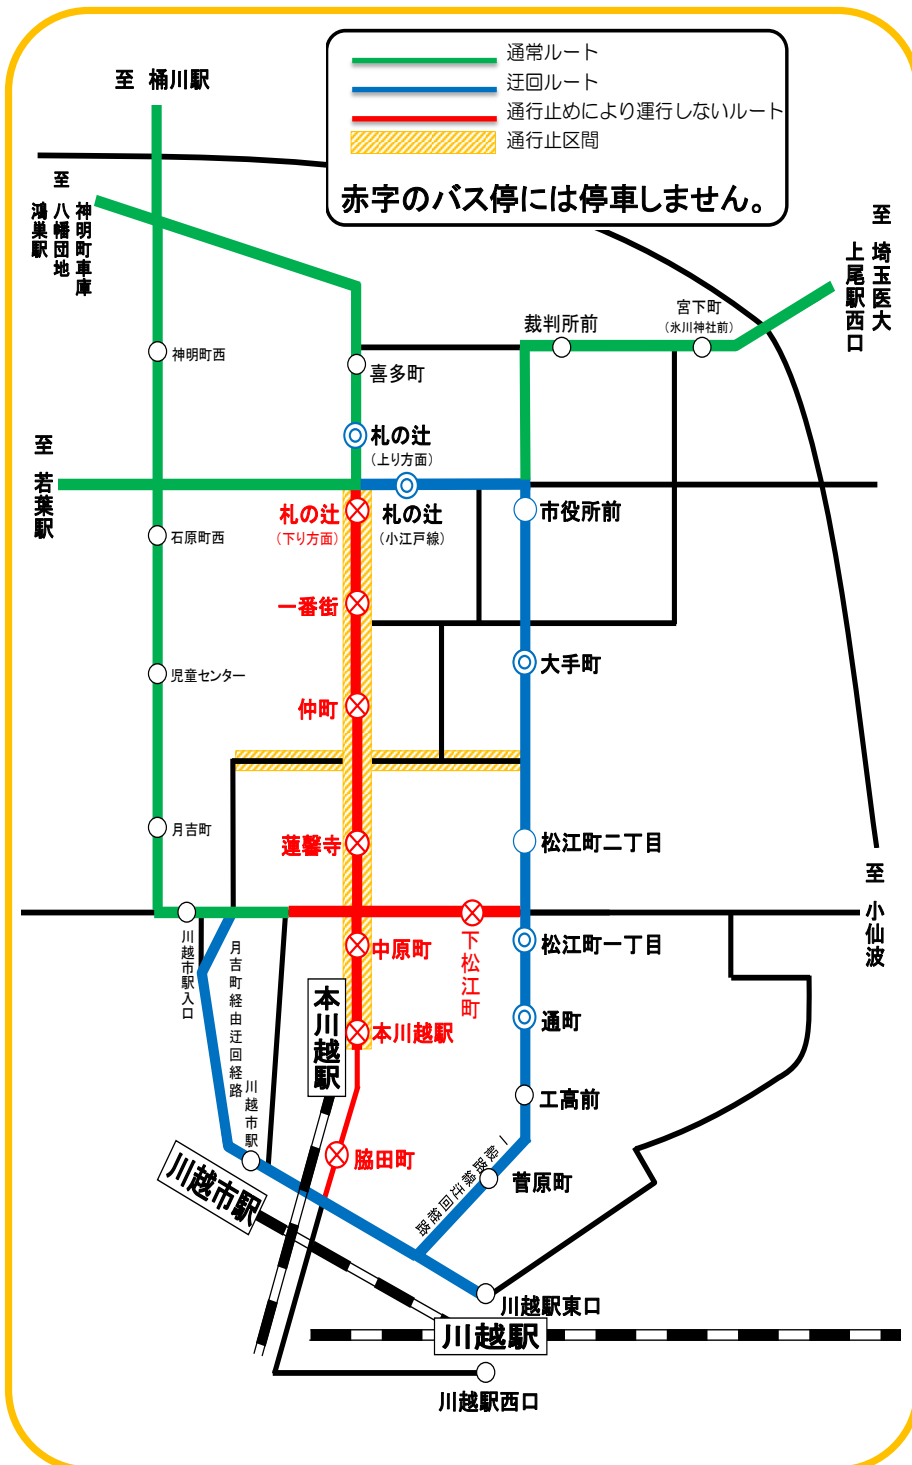 通常ルート
迂回ルート
通行止めにより運行しないルート
通行止区間
赤字のバス停には停車しません。
至 桶川駅
至 神明町車庫
八幡団地
鴻巣駅
至 埼玉医大
上尾駅西口
宮下町
(氷川神社前)
裁判所前
神明町西
喜多町
札の辻
(上り方面)
至 若葉駅
札の辻
(下り方面)
札の辻
(小江戸線)
市役所前
石原町西
一番街
大手町
児童センター
仲町
月吉町
蓮馨寺
松江町二丁目
至 小仙波
川越市駅入口
月吉町経由迂回経路
中原町
下松江町
松江町一丁目
本川越駅
本川越駅
通町
川越市駅
工高前
脇田町
一般路線迂回経路
菅原町
川越市駅
川越駅東口
川越駅
川越駅西口